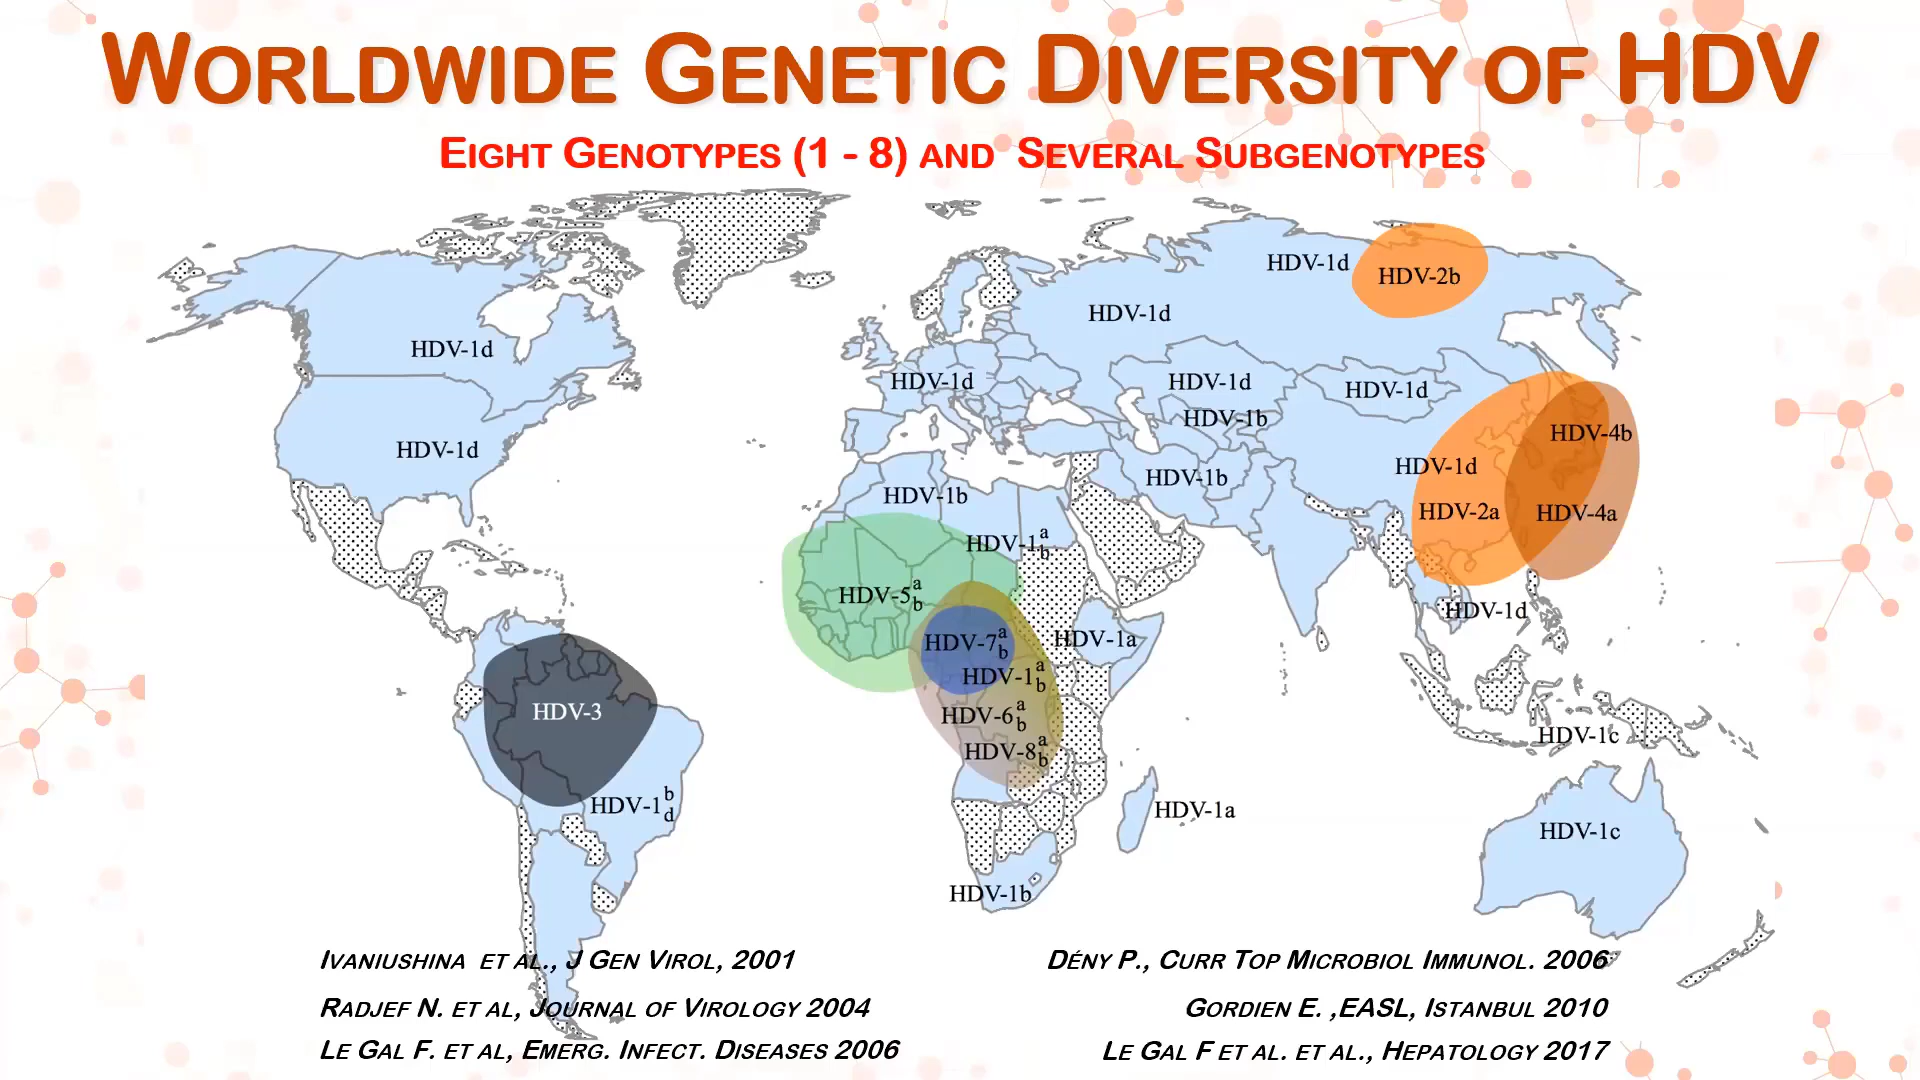 WORLDWIDE GENETIC DIVERSITY OF HDV
EIGHT GENOTYPES (1 - 8) AND SEVERAL SUBGENOTYPES
HDV-1d
HDV-2b
HDV-1d
HDV-1d
HDV-1d
HDV-1d
HDV-1d
HDV-1b
HDV-4b
HDV-1d
HDV-1d
HDV-1b
HDV-1b
HDV-2a
HDV-4a
HDV-1a b
HDV-5a b
HDV-1d
HDV-7a b
HDV-1a
HDV-1a b
HDV-3
HDV-6a b
HDV-1c
HDV-8a b
HDV-1b d
HDV-1a
HDV-1c
HDV-1b
IVANIUSHINA ET AL., J GEN VIROL, 2001
DÉNY P., CURR TOP MICROBIOL IMMUNOL. 2006
RADJEF N. ET AL, JOURNAL OF VIROLOGY 2004
GORDIEN E. ,EASL, ISTANBUL 2010
LE GAL F. ET AL, EMERG. INFECT. DISEASES 2006
LE GAL F ET AL. ET AL., HEPATOLOGY 2017